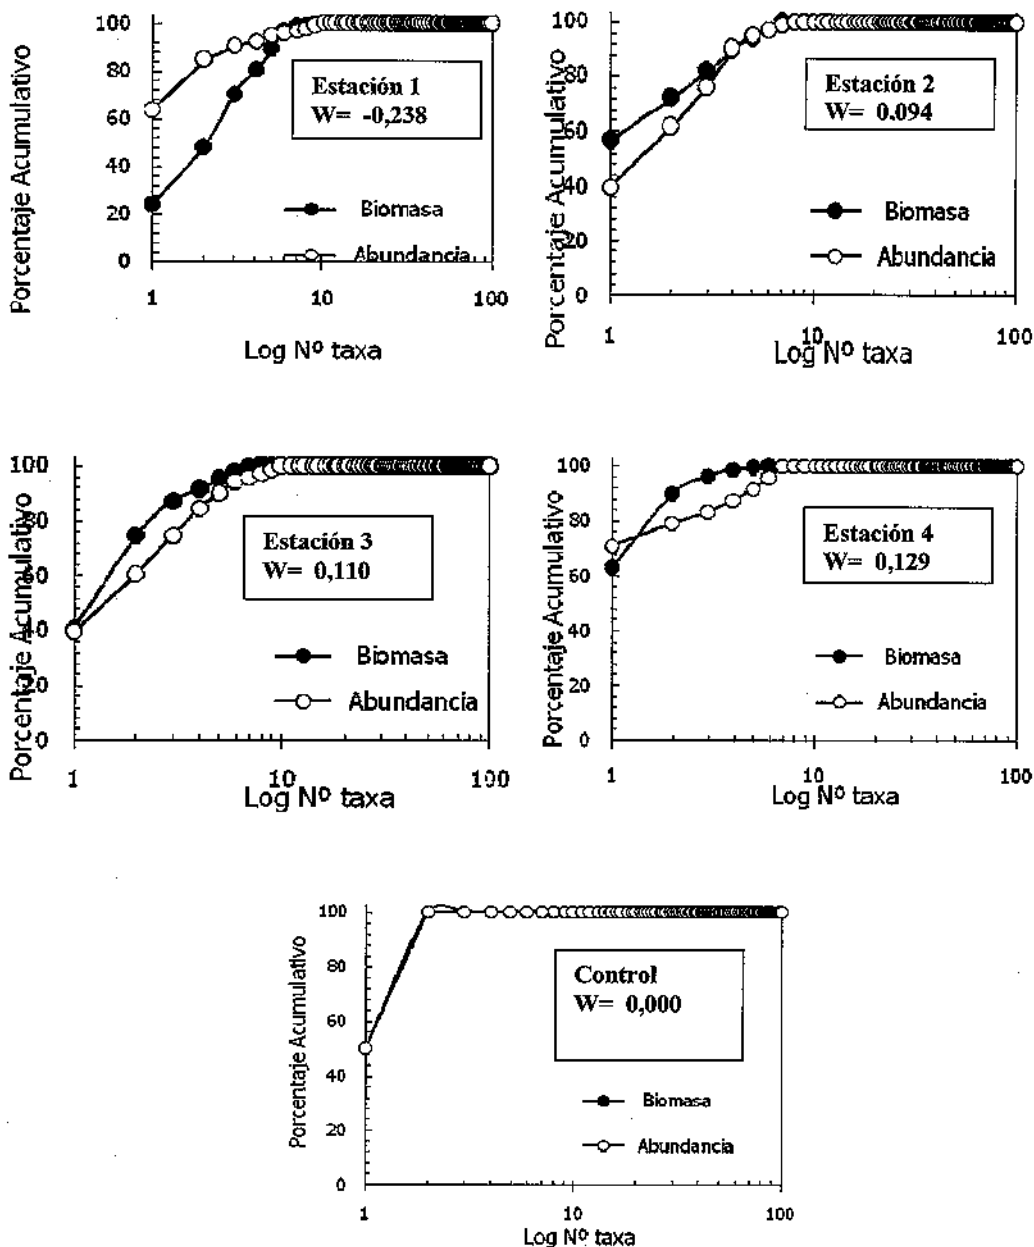 Porcentaje Acumulativo
100
80
60
40
20
0
Estación 1
W= -0,238
Biomasa
Abundancia
1
10
100
Log Nº taxa
Porcentaje Acumulativo
100
80
60
40
20
0
Estación 2
W= 0.094
Biomasa
Abundancia
1
10
100
Log Nº taxa
Porcentaje Acumulativo
100
80
60
40
20
0
Estación 3
W= 0,110
Biomasa
Abundancia
1
10
100
Log Nº taxa
Porcentaje Acumulativo
100
80
60
40
20
0
Estación 4
W= 0,129
Biomasa
Abundancia
1
10
100
Log Nº taxa
Porcentaje Acumulativo
100
80
60
40
20
0
Control
W= 0,000
Biomasa
Abundancia
1
10
100
Log Nº taxa